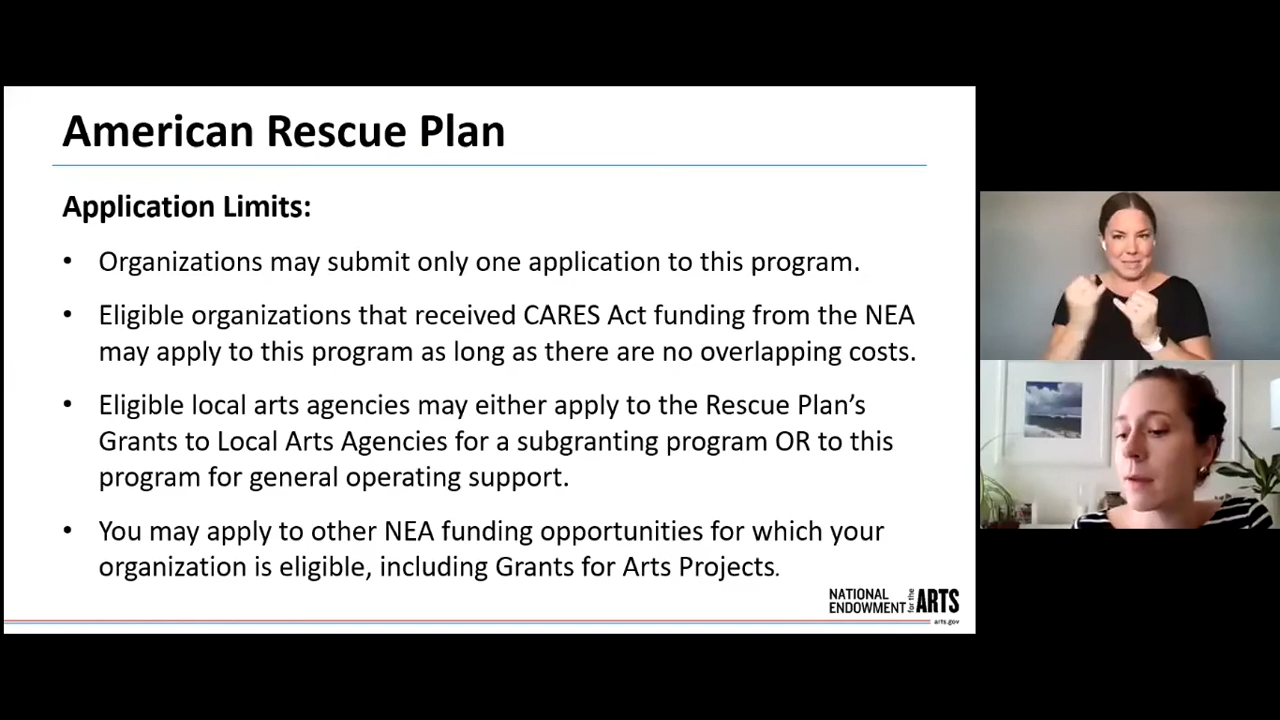 American Rescue Plan
Application Limits:
• Organizations may submit only one application to this program.
• Eligible organizations that received CARES Act funding from the NEA
may apply to this program as long as there are no overlapping costs.
• Eligible local arts agencies may either apply to the Rescue Plan's
Grants to Local Arts Agencies for a subgranting program OR to this
program for general operating support.
• You may apply to other NEA funding opportunities for which your
organization is eligible, including Grants for Arts Projects.
NATIONAL
ENDOWMENT for the ARTS
arts.gov